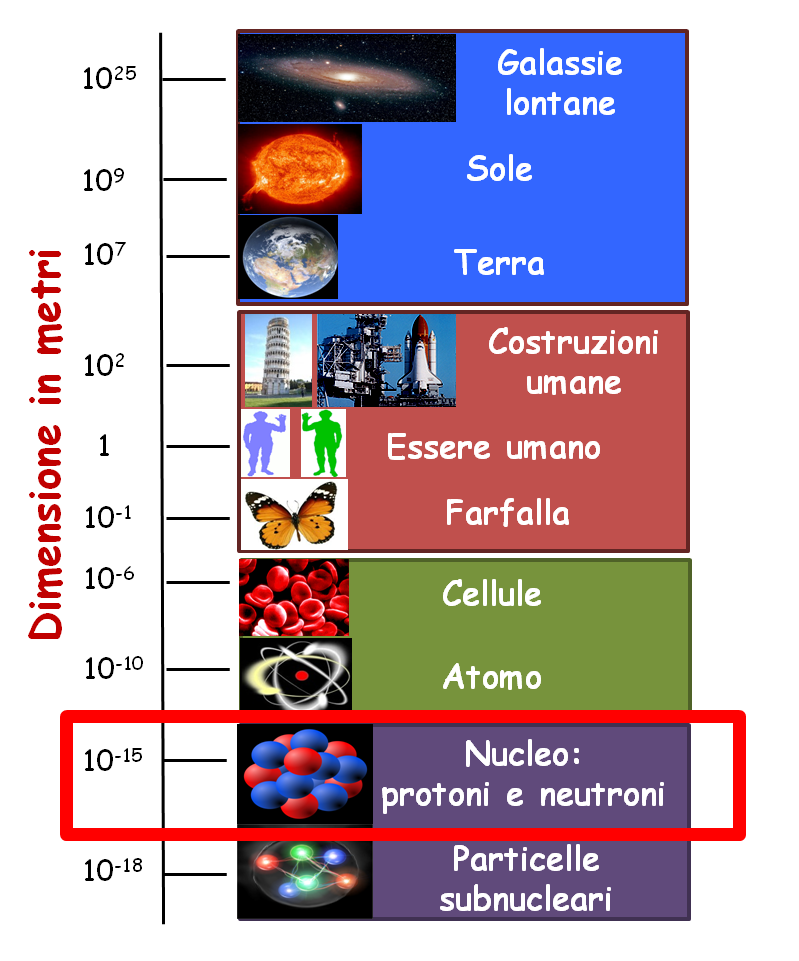 Dimensione in metri
10²⁵
Galassie
lontane
10⁹
Sole
10⁷
Terra
10²
Costruzioni
umane
1
Essere umano
10⁻¹
Farfalla
10⁻⁶
Cellule
10⁻¹⁰
Atomo
10⁻¹⁵
Nucleo:
protoni e neutroni
10⁻¹⁸
Particelle
subnucleari